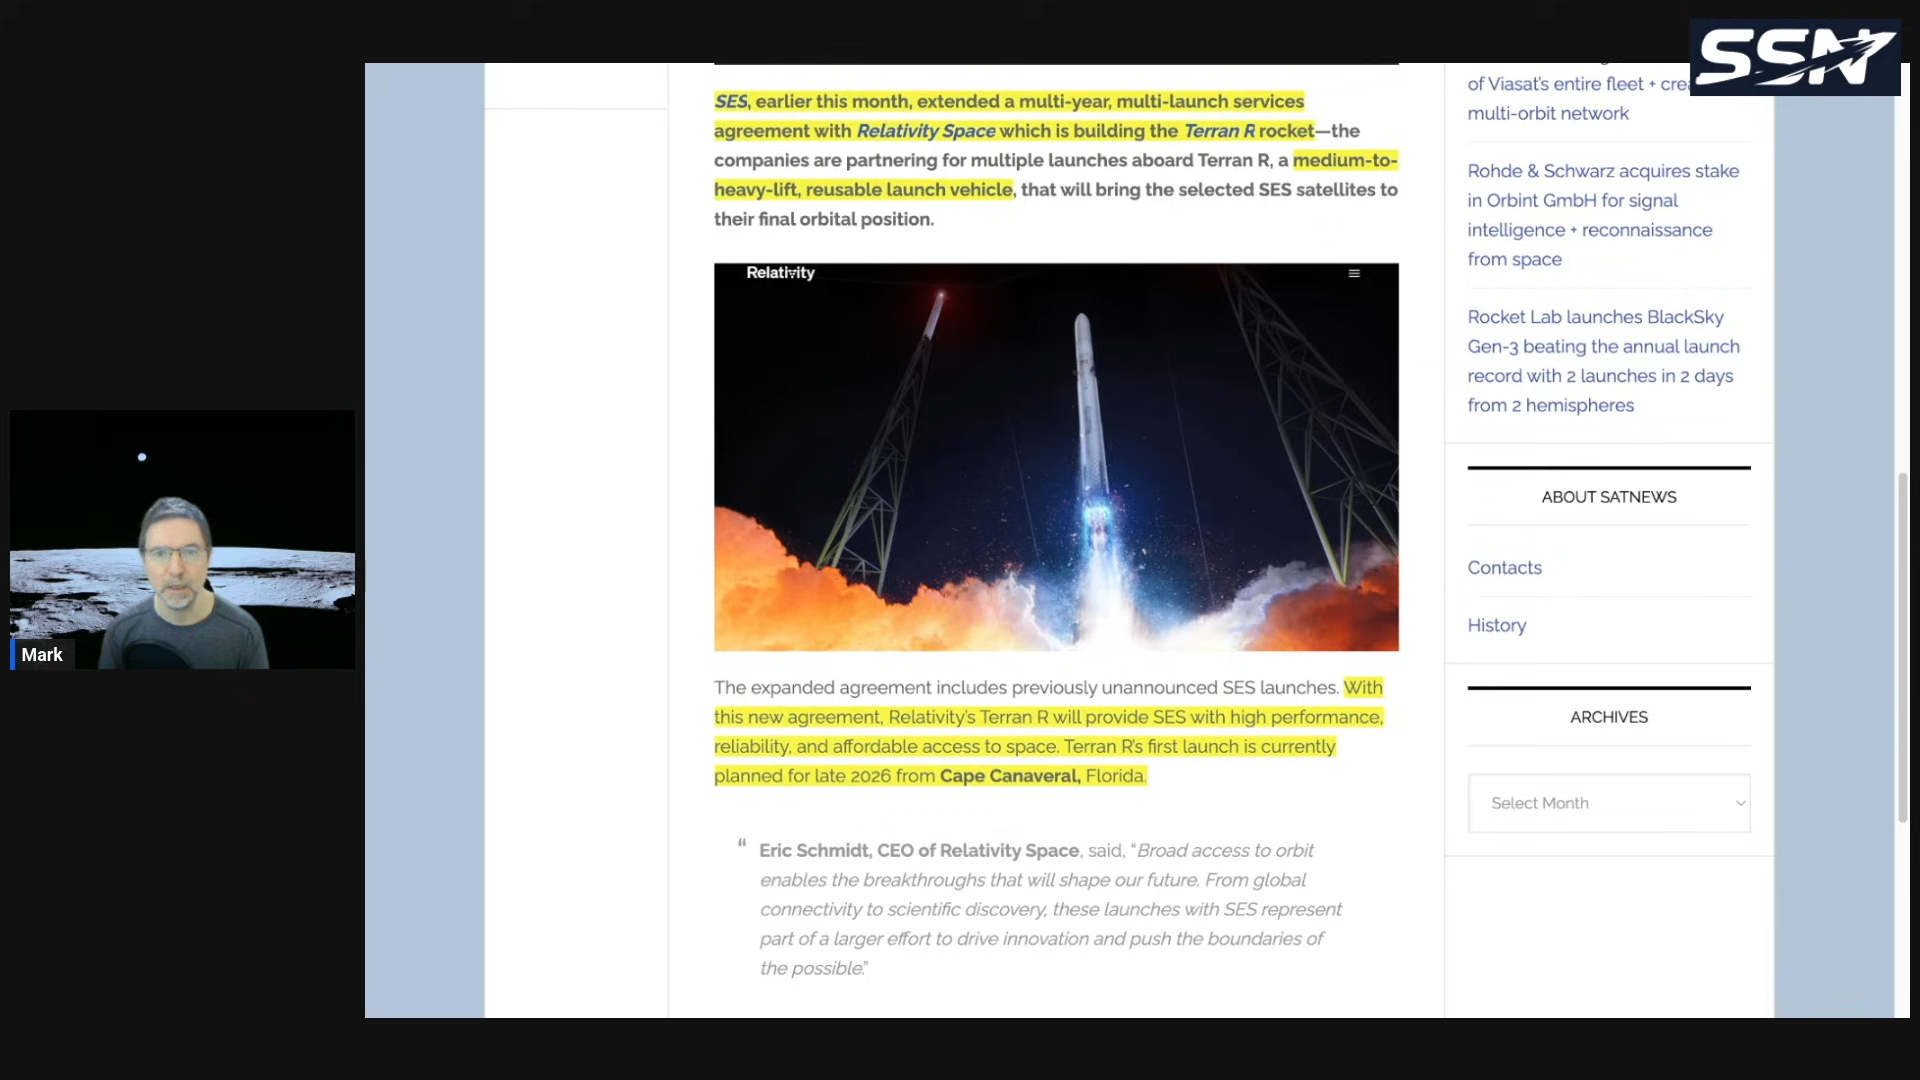 SSN
SES, earlier this month, extended a multi-year, multi-launch services
agreement with Relativity Space which is building the Terran R rocket—the
companies are partnering for multiple launches aboard Terran R, a medium-to-
heavy-lift, reusable launch vehicle, that will bring the selected SES satellites to
their final orbital position.
Relativity
The expanded agreement includes previously unannounced SES launches. With
this new agreement, Relativity's Terran R will provide SES with high performance,
reliability, and affordable access to space. Terran R's first launch is currently
planned for late 2026 from Cape Canaveral, Florida.
“ Eric Schmidt, CEO of Relativity Space, said, “Broad access to orbit
enables the breakthroughs that will shape our future. From global
connectivity to scientific discovery, these launches with SES represent
part of a larger effort to drive innovation and push the boundaries of
the possible.”
of Viasat's entire fleet +
multi-orbit network
Rohde & Schwarz acquires stake
in Orbint GmbH for signal
intelligence + reconnaissance
from space
Rocket Lab launches BlackSky
Gen-3 beating the annual launch
record with 2 launches in 2 days
from 2 hemispheres
ABOUT SATNEWS
Contacts
History
ARCHIVES
Select Month
Mark